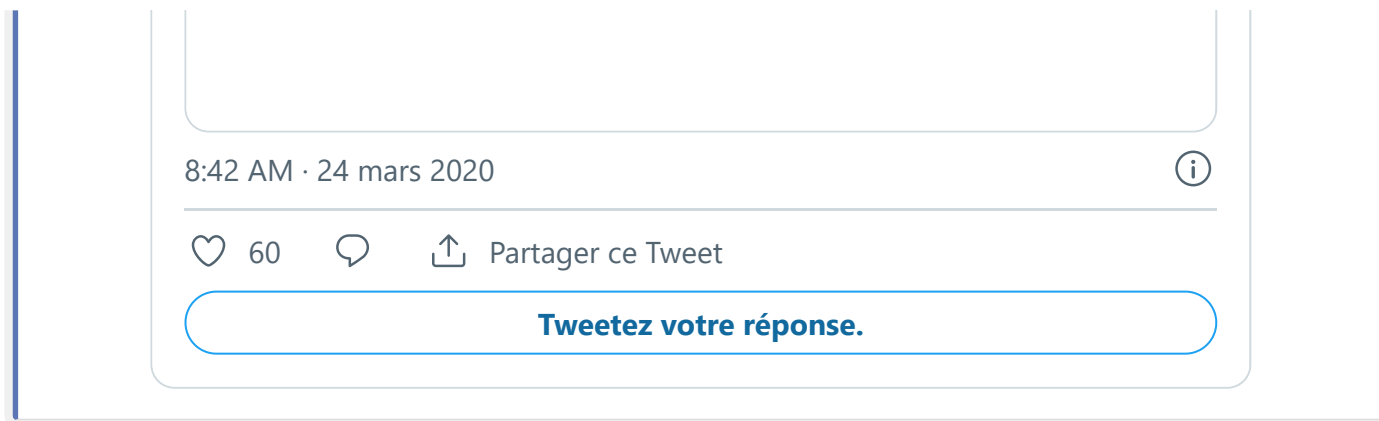 8:42 AM · 24 mars 2020
60 Partager ce Tweet
Tweetez votre réponse.